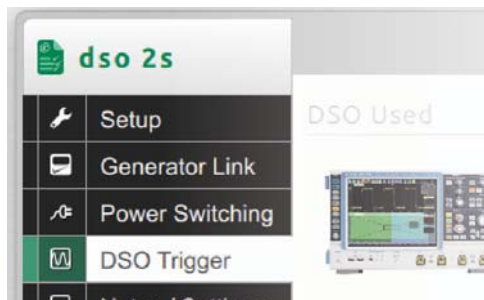 dso 2s
Setup
DSO Used
Generator Link
Power Switching
DSO Trigger